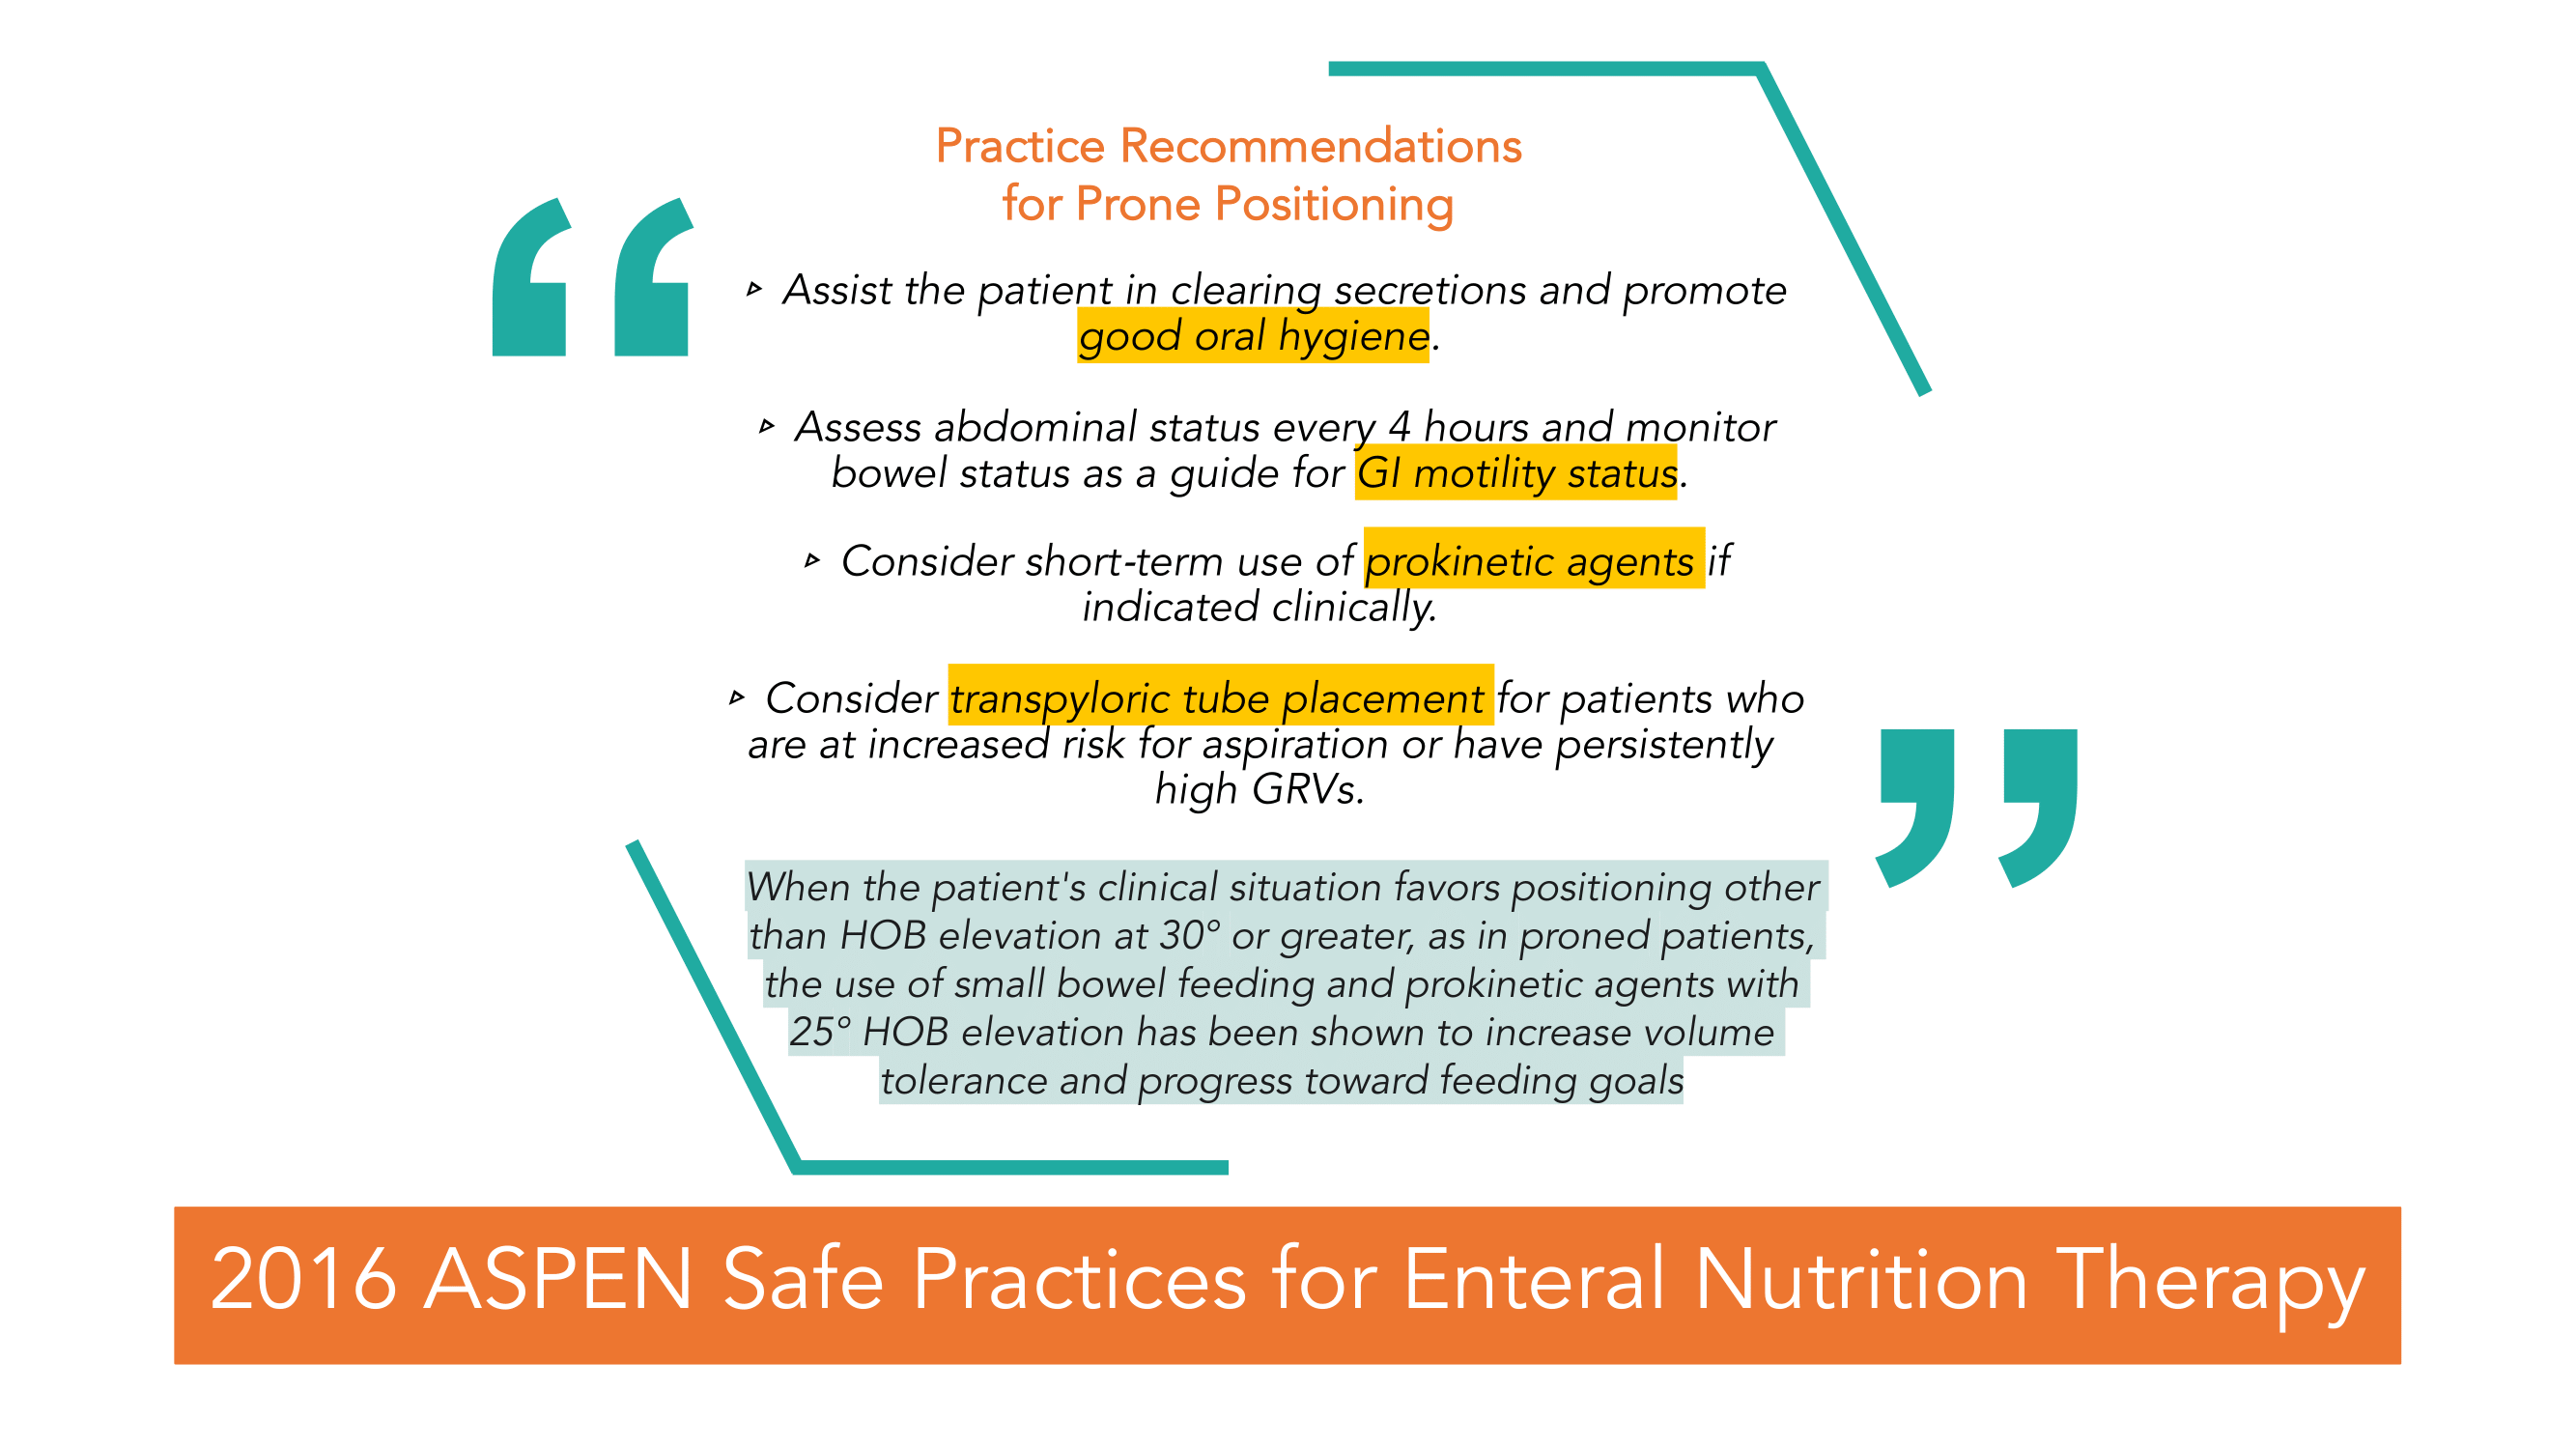 Practice Recommendations
for Prone Positioning
▹ Assist the patient in clearing secretions and promote
good oral hygiene.
▹ Assess abdominal status every 4 hours and monitor
bowel status as a guide for GI motility status.
▹ Consider short-term use of prokinetic agents if
indicated clinically.
▹ Consider transpyloric tube placement for patients who
are at increased risk for aspiration or have persistently
high GRVs.
When the patient's clinical situation favors positioning other
than HOB elevation at 30° or greater, as in proned patients,
the use of small bowel feeding and prokinetic agents with
25° HOB elevation has been shown to increase volume
tolerance and progress toward feeding goals
2016 ASPEN Safe Practices for Enteral Nutrition Therapy